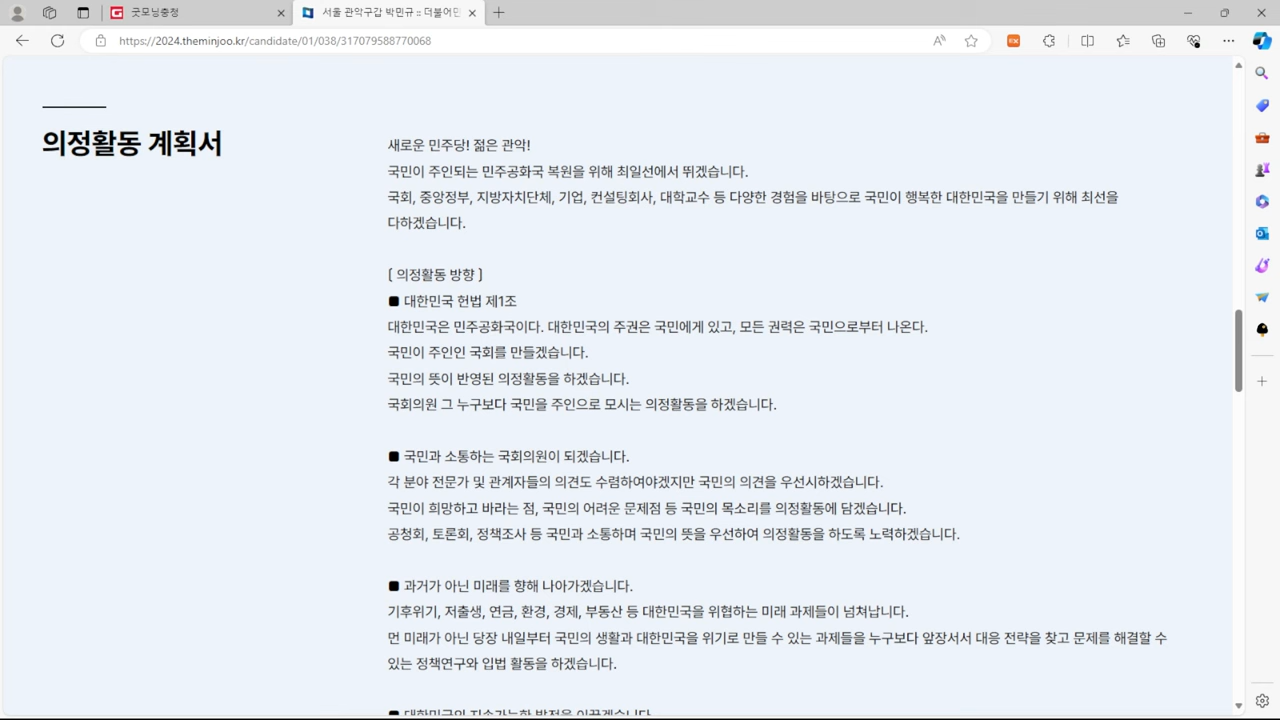 굿모닝충청
서울 관악구갑 박민규 :: 더불어민
https://2024.theminjoo.kr/candidate/01/038/317079588770068
의정활동 계획서
새로운 민주당! 젊은 관악!
국민이 주인되는 민주공화국 복원을 위해 최일선에서 뛰겠습니다.
국회, 중앙정부, 지방자치단체, 기업, 컨설팅회사, 대학교수 등 다양한 경험을 바탕으로 국민이 행복한 대한민국을 만들기 위해 최선을
다하겠습니다.
[ 의정활동 방향 ]
■ 대한민국 헌법 제1조
대한민국은 민주공화국이다. 대한민국의 주권은 국민에게 있고, 모든 권력은 국민으로부터 나온다.
국민이 주인인 국회를 만들겠습니다.
국민의 뜻이 반영된 의정활동을 하겠습니다.
국회의원 그 누구보다 국민을 주인으로 모시는 의정활동을 하겠습니다.
■ 국민과 소통하는 국회의원이 되겠습니다.
각 분야 전문가 및 관계자들의 의견도 수렴하여야겠지만 국민의 의견을 우선시하겠습니다.
국민이 희망하고 바라는 점, 국민의 어려운 문제점 등 국민의 목소리를 의정활동에 담겠습니다.
공청회, 토론회, 정책조사 등 국민과 소통하며 국민의 뜻을 우선하여 의정활동을 하도록 노력하겠습니다.
■ 과거가 아닌 미래를 향해 나아가겠습니다.
기후위기, 저출생, 연금, 환경, 경제, 부동산 등 대한민국을 위협하는 미래 과제들이 넘쳐납니다.
먼 미래가 아닌 당장 내일부터 국민의 생활과 대한민국을 위기로 만들 수 있는 과제들을 누구보다 앞장서서 대응 전략을 찾고 문제를 해결할 수
있는 정책연구와 입법 활동을 하겠습니다.
■ 대한민국의 지속가능한 발전을 이끌겠습니다